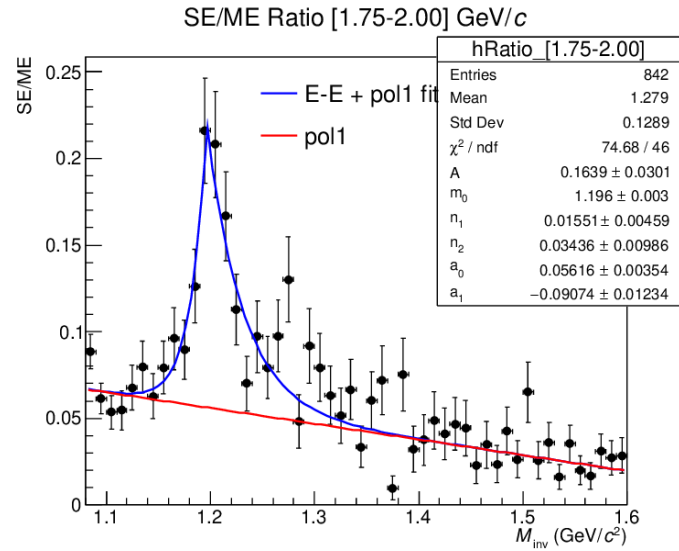 SE/ME Ratio [1.75-2.00] GeV/c
hRatio_[1.75-2.00]
Entries 842
Mean 1.279
Std Dev 0.1289
χ² / ndf 74.68 / 46
A 0.1639 ± 0.0301
m₀ 1.196 ± 0.003
n₁ 0.01551 ± 0.00459
n₂ 0.03436 ± 0.00986
a₀ 0.05616 ± 0.00354
a₁ −0.09074 ± 0.01234
E-E + pol1 fit
pol1
SE/ME
0.25
0.2
0.15
0.1
0.05
0
1.1 1.2 1.3 1.4 1.5 1.6
M_inv (GeV/c²)